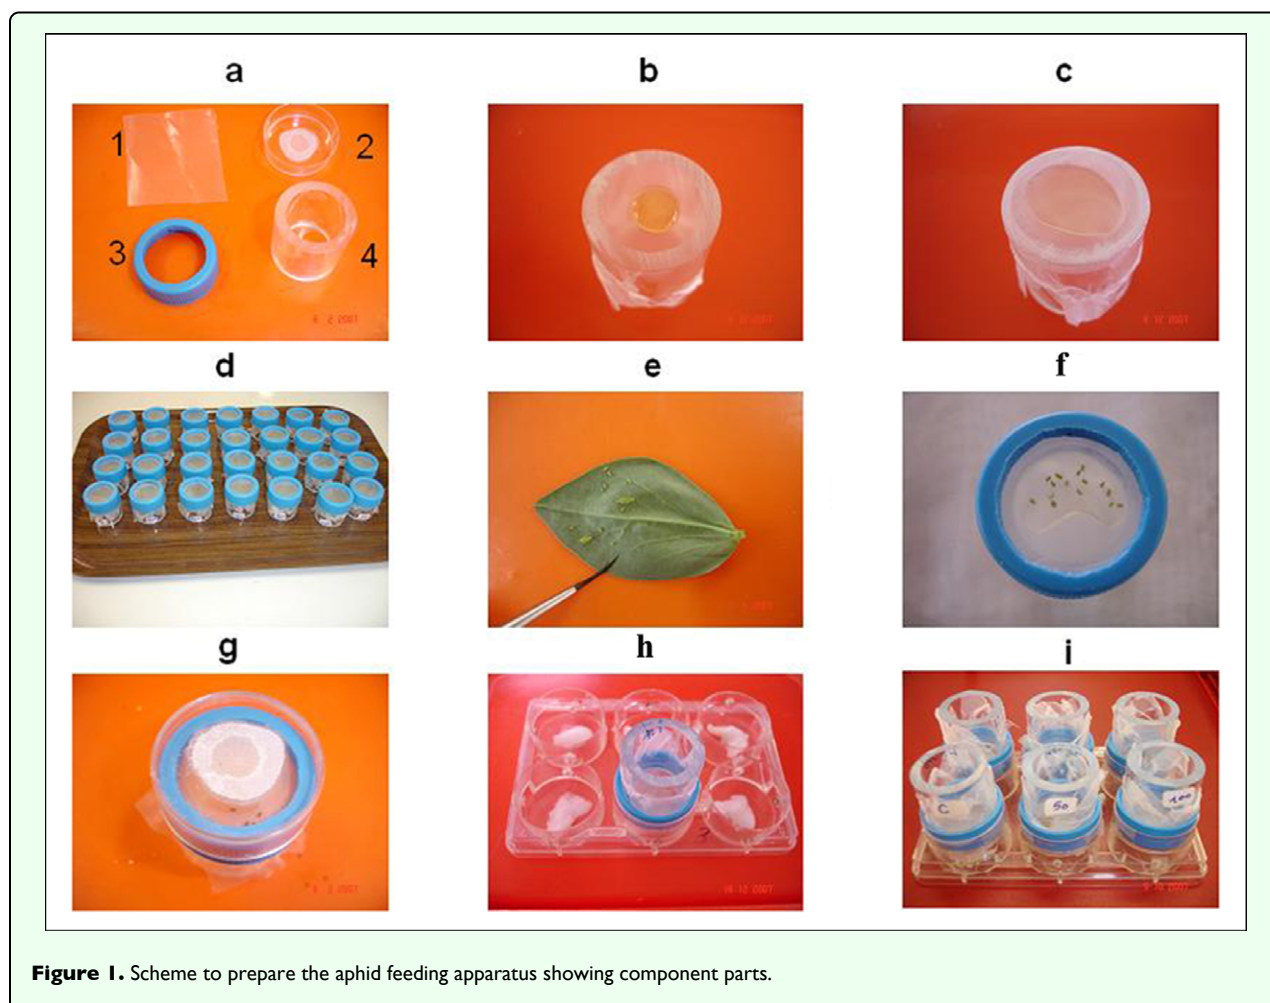 a
b
c
1
2
3
4
d
e
f
g
h
i
C
50
100
Figure 1. Scheme to prepare the aphid feeding apparatus showing component parts.